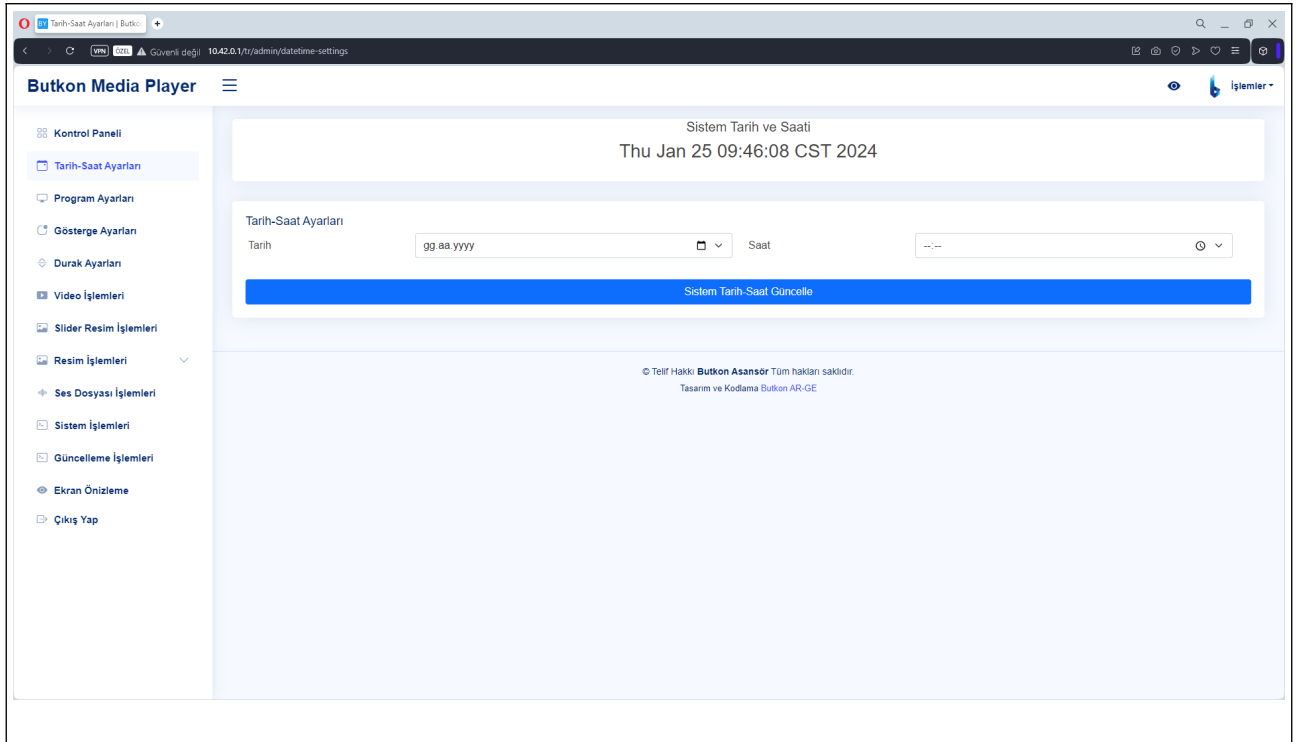 Tarih-Saat Ayarları | Butko
VPN ÖZEL Güvenli değil 10.42.0.1/tr/admin/datetime-settings
Butkon Media Player
İşlemler
Kontrol Paneli
Tarih-Saat Ayarları
Program Ayarları
Gösterge Ayarları
Durak Ayarları
Video İşlemleri
Slider Resim İşlemleri
Resim İşlemleri
Ses Dosyası İşlemleri
Sistem İşlemleri
Güncelleme İşlemleri
Ekran Önizleme
Çıkış Yap
Sistem Tarih ve Saati
Thu Jan 25 09:46:08 CST 2024
Tarih-Saat Ayarları
Tarih gg.aa.yyyy Saat --:--
Sistem Tarih-Saat Güncelle
© Telif Hakkı Butkon Asansör Tüm hakları saklıdır.
Tasarım ve Kodlama Butkon AR-GE